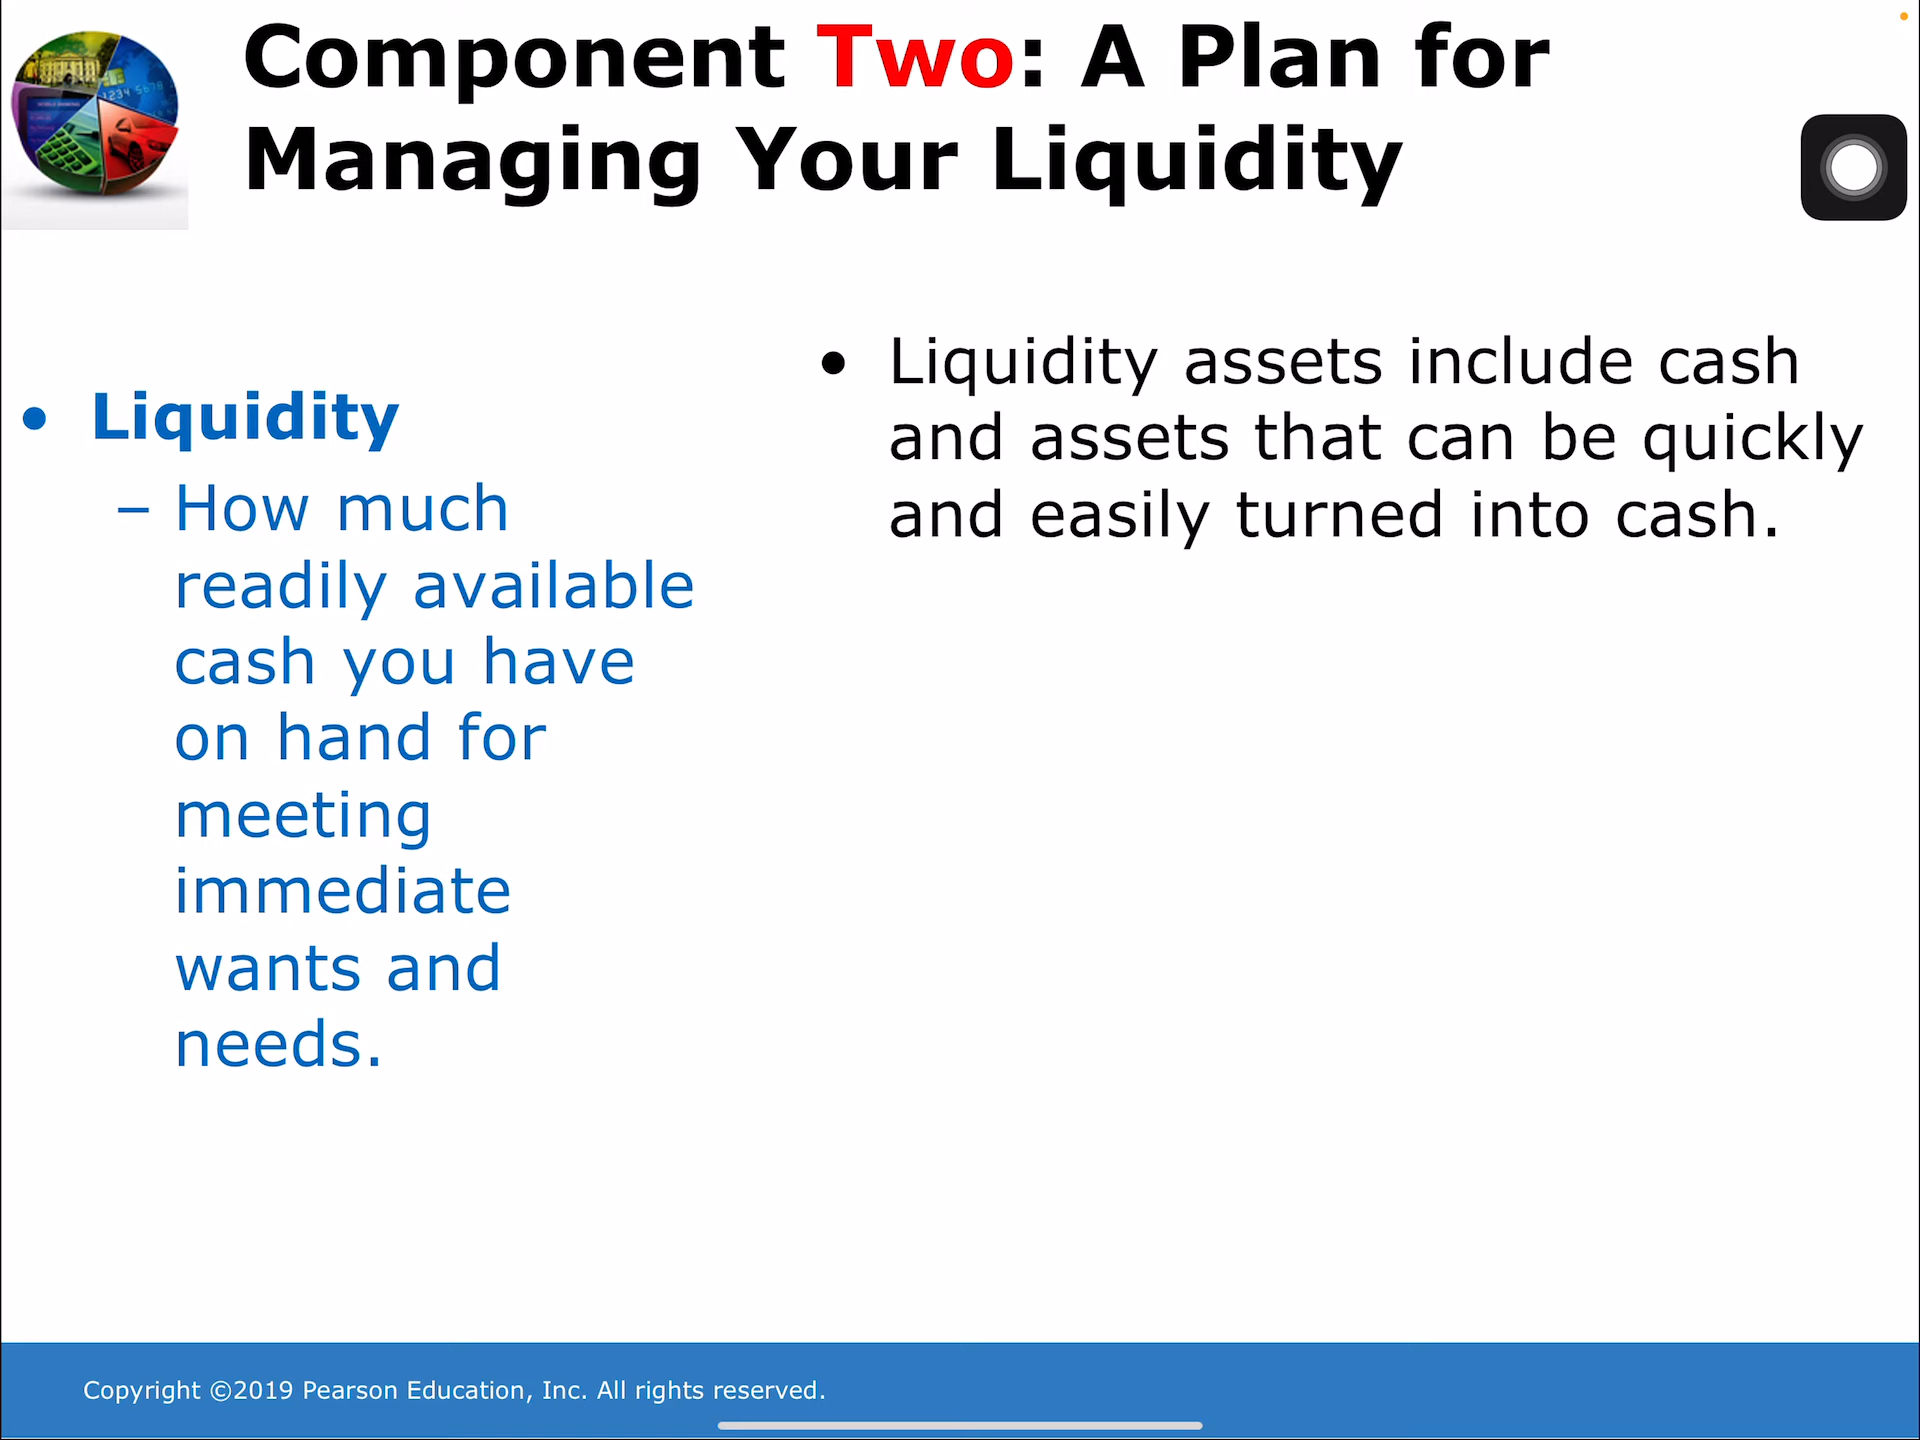 Component Two: A Plan for
Managing Your Liquidity
• Liquidity
– How much
readily available
cash you have
on hand for
meeting
immediate
wants and
needs.
• Liquidity assets include cash
and assets that can be quickly
and easily turned into cash.
Copyright ©2019 Pearson Education, Inc. All rights reserved.